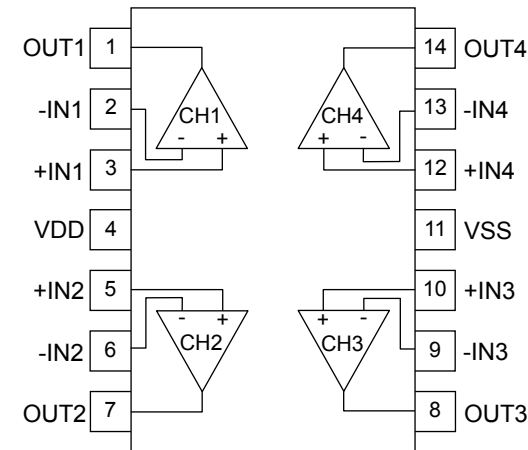 OUT1 1 14 OUT4
-IN1 2 CH1 CH4 13 -IN4
- + + -
+IN1 3 12 +IN4
VDD 4 11 VSS
+IN2 5 10 +IN3
- + + -
-IN2 6 CH2 CH3 9 -IN3
OUT2 7 8 OUT3